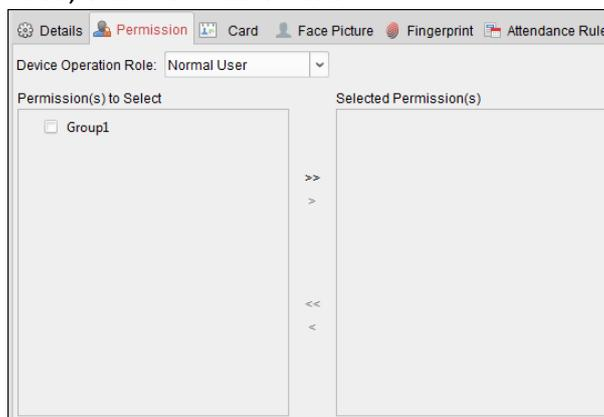 Details Permission Card Face Picture Fingerprint Attendance Rule
Device Operation Role: Normal User
Permission(s) to Select Selected Permission(s)
Group1
>>
>
<<
<